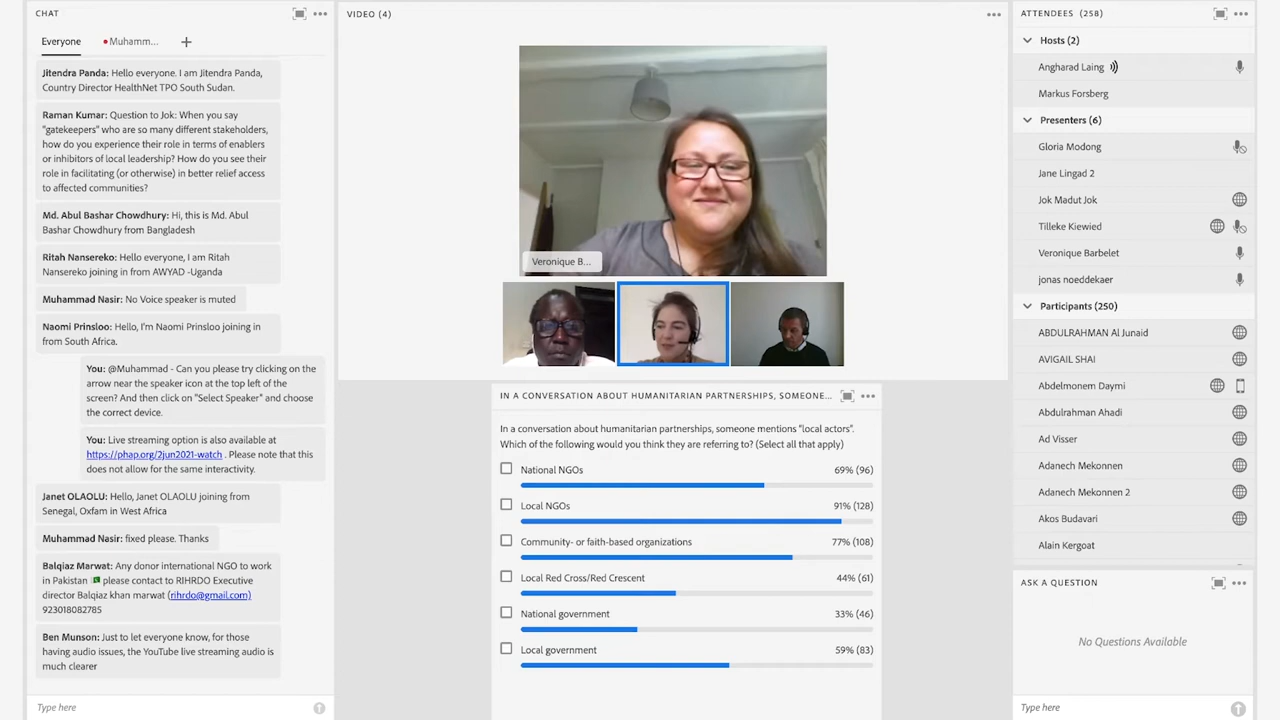 CHAT
Everyone
Muhamm...
Jitendra Panda: Hello everyone. I am Jitendra Panda,
Country Director HealthNet TPO South Sudan.
Raman Kumar: Question to Jok: When you say
"gatekeepers" who are so many different stakeholders,
how do you experience their role in terms of enablers
or inhibitors of local leadership? How do you see their
role in facilitating (or otherwise) in better relief access
to affected communities?
Md. Abul Bashar Chowdhury: Hi, this is Md. Abul
Bashar Chowdhury from Bangladesh
Ritah Nansereko: Hello everyone, I am Ritah
Nansereko joining in from AWYAD -Uganda
Muhammad Nasir: No Voice speaker is muted
Naomi Prinsloo: Hello, I'm Naomi Prinsloo joining in
from South Africa.
You: @Muhammad - Can you please try clicking on the
arrow near the speaker icon at the top left of the
screen? And then click on "Select Speaker" and choose
the correct device.
You: Live streaming option is also available at
https://phap.org/2jun2021-watch . Please note that this
does not allow for the same interactivity.
Janet OLAOLU: Hello, Janet OLAOLU joining from
Senegal, Oxfam in West Africa
Muhammad Nasir: fixed please. Thanks
Balqiaz Marwat: Any donor international NGO to work
in Pakistan 🇵🇰 please contact to RIHRDO Executive
director Balqiaz khan marwat (rihrdo@gmail.com)
923018082785
Ben Munson: Just to let everyone know, for those
having audio issues, the YouTube live streaming audio is
much clearer
Type here
VIDEO (4)
Veronique B...
IN A CONVERSATION ABOUT HUMANITARIAN PARTNERSHIPS, SOMEONE...
In a conversation about humanitarian partnerships, someone mentions "local actors".
Which of the following would you think they are referring to? (Select all that apply)
National NGOs 69% (96)
Local NGOs 91% (128)
Community- or faith-based organizations 77% (108)
Local Red Cross/Red Crescent 44% (61)
National government 33% (46)
Local government 59% (83)
ATTENDEES (258)
Hosts (2)
Angharad Laing
Markus Forsberg
Presenters (6)
Gloria Modong
Jane Lingad 2
Jok Madut Jok
Tilleke Kiewied
Veronique Barbelet
jonas noeddekaer
Participants (250)
ABDULRAHMAN Al Junaid
AVIGAIL SHAI
Abdelmonem Daymi
Abdulrahman Ahadi
Ad Visser
Adanech Mekonnen
Adanech Mekonnen 2
Akos Budavari
Alain Kergoat
ASK A QUESTION
No Questions Available
Type here